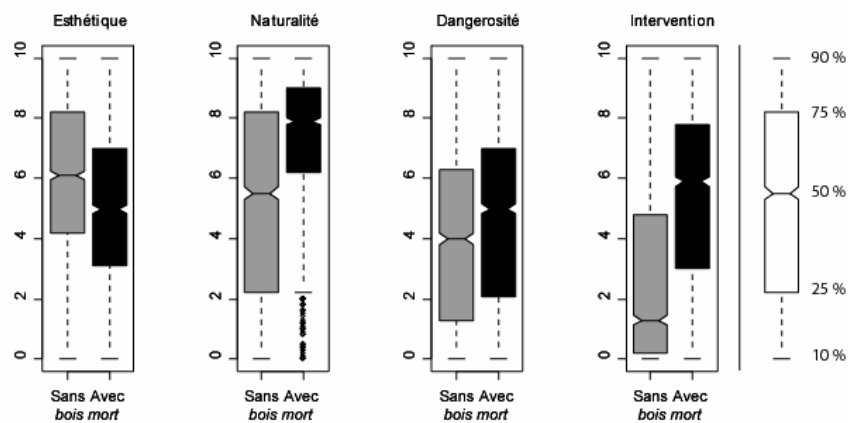 Esthétique
Naturalité
Dangerosité
Intervention
10
8
6
4
2
0
Sans Avec
bois mort
10
8
6
4
2
0
Sans Avec
bois mort
10
8
6
4
2
0
Sans Avec
bois mort
10
8
6
4
2
0
Sans Avec
bois mort
90 %
75 %
50 %
25 %
10 %